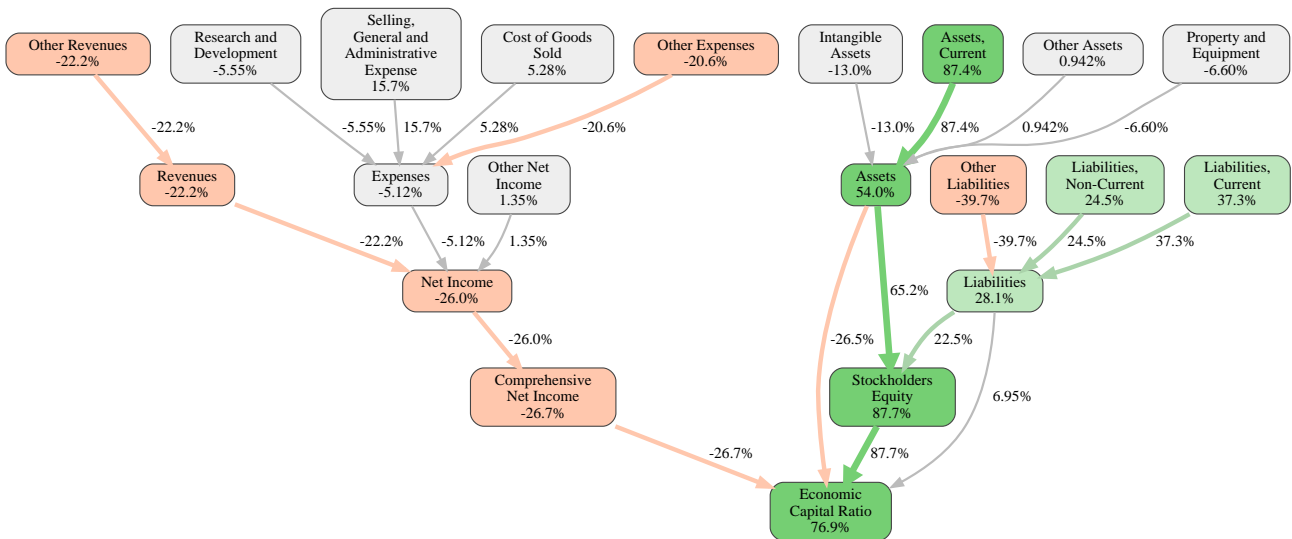 Other Revenues
-22.2%
Research and
Development
-5.55%
Selling,
General and
Administrative
Expense
15.7%
Cost of Goods
Sold
5.28%
Other Expenses
-20.6%
Intangible
Assets
-13.0%
Assets,
Current
87.4%
Other Assets
0.942%
Property and
Equipment
-6.60%
-22.2%
-5.55%
15.7%
5.28%
-20.6%
-13.0%
87.4%
0.942%
-6.60%
Revenues
-22.2%
Expenses
-5.12%
Other Net
Income
1.35%
Assets
54.0%
Other
Liabilities
-39.7%
Liabilities,
Non-Current
24.5%
Liabilities,
Current
37.3%
-22.2%
-5.12%
1.35%
-39.7%
24.5%
37.3%
Net Income
-26.0%
65.2%
Liabilities
28.1%
-26.0%
-26.5%
22.5%
Comprehensive
Net Income
-26.7%
Stockholders
Equity
87.7%
6.95%
-26.7%
87.7%
Economic
Capital Ratio
76.9%